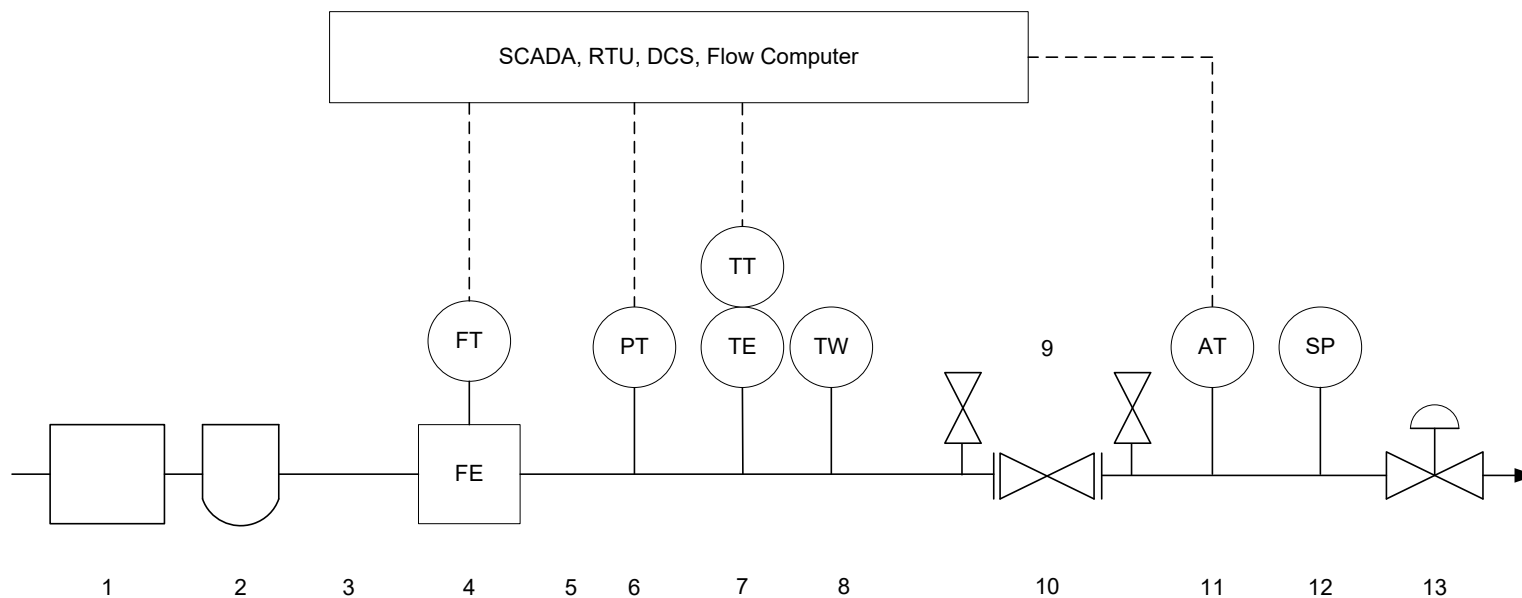 SCADA, RTU, DCS, Flow Computer
TT
FT
PT
TE
TW
9
AT
SP
FE
1
2
3
4
5
6
7
8
10
11
12
13